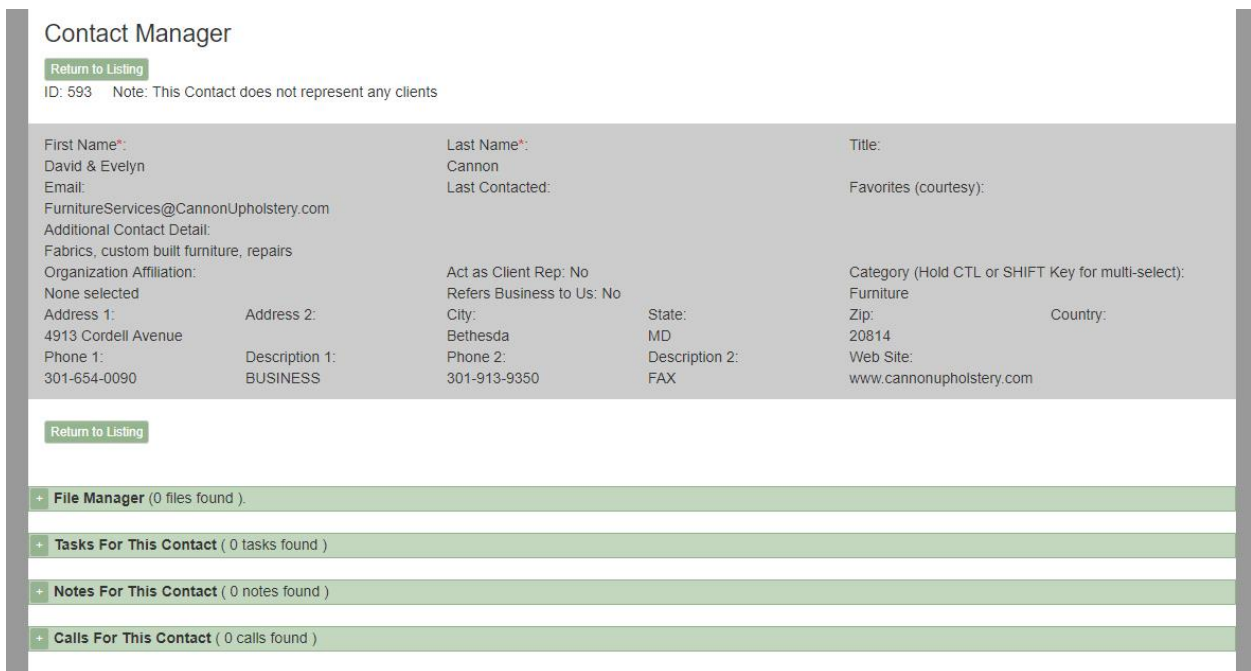 Contact Manager
Return to Listing
ID: 593 Note: This Contact does not represent any clients
First Name*: Last Name*: Title:
David & Evelyn Cannon
Email: Last Contacted: Favorites (courtesy):
FurnitureServices@CannonUpholstery.com
Additional Contact Detail:
Fabrics, custom built furniture, repairs
Organization Affiliation: Act as Client Rep: No Category (Hold CTL or SHIFT Key for multi-select):
None selected Refers Business to Us: No Furniture
Address 1: Address 2: City: State: Zip: Country:
4913 Cordell Avenue Bethesda MD 20814
Phone 1: Description 1: Phone 2: Description 2: Web Site:
301-654-0090 BUSINESS 301-913-9350 FAX www.cannonupholstery.com
Return to Listing
+ File Manager (0 files found ).
+ Tasks For This Contact ( 0 tasks found )
+ Notes For This Contact ( 0 notes found )
+ Calls For This Contact ( 0 calls found )